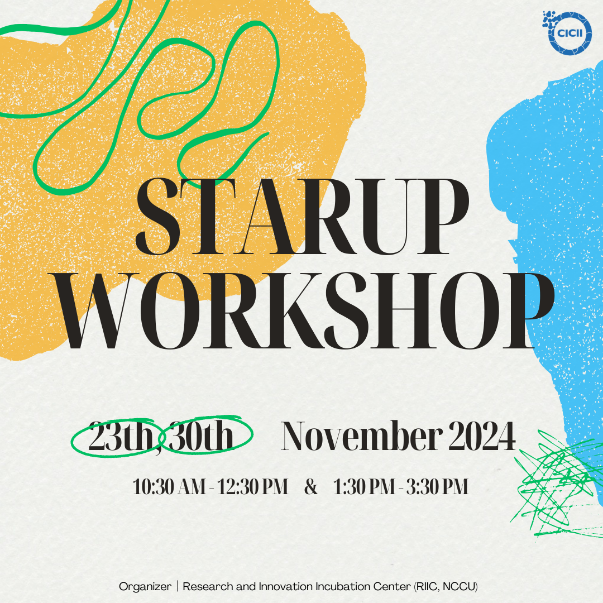 CICII
STARUP
WORKSHOP
23th, 30th November 2024
10:30 AM - 12:30 PM & 1:30 PM - 3:30 PM
Organizer | Research and Innovation Incubation Center (RIIC, NCCU)